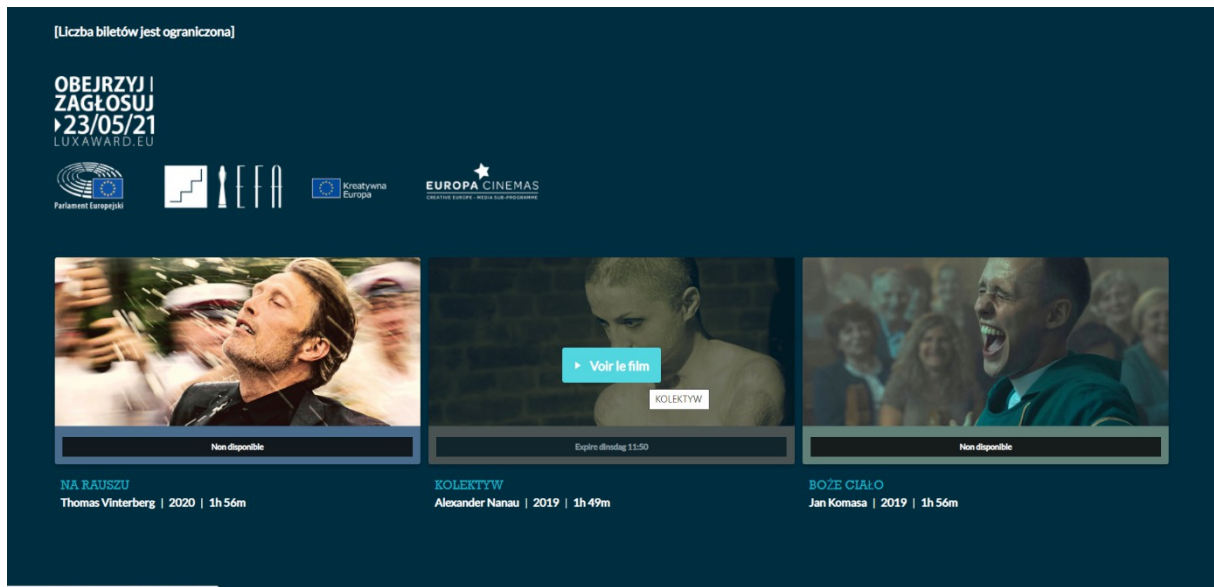 [Liczba biletów jest ograniczona]
OBEJRZYJ I
ZAGŁOSUJ
23/05/21
LUXAWARD.EU
Parlament Europejski
EFA
Kreatywna
Europa
EUROPA CINEMAS
CREATIVE EUROPE - MEDIA SUB-PROGRAMME
Voir le film
KOLEKTYW
Non disponible
Expire dinsdag 11:50
Non disponible
NA RAUSZU
Thomas Vinterberg | 2020 | 1h 56m
KOLEKTYW
Alexander Nanau | 2019 | 1h 49m
BOŻE CIAŁO
Jan Komasa | 2019 | 1h 56m